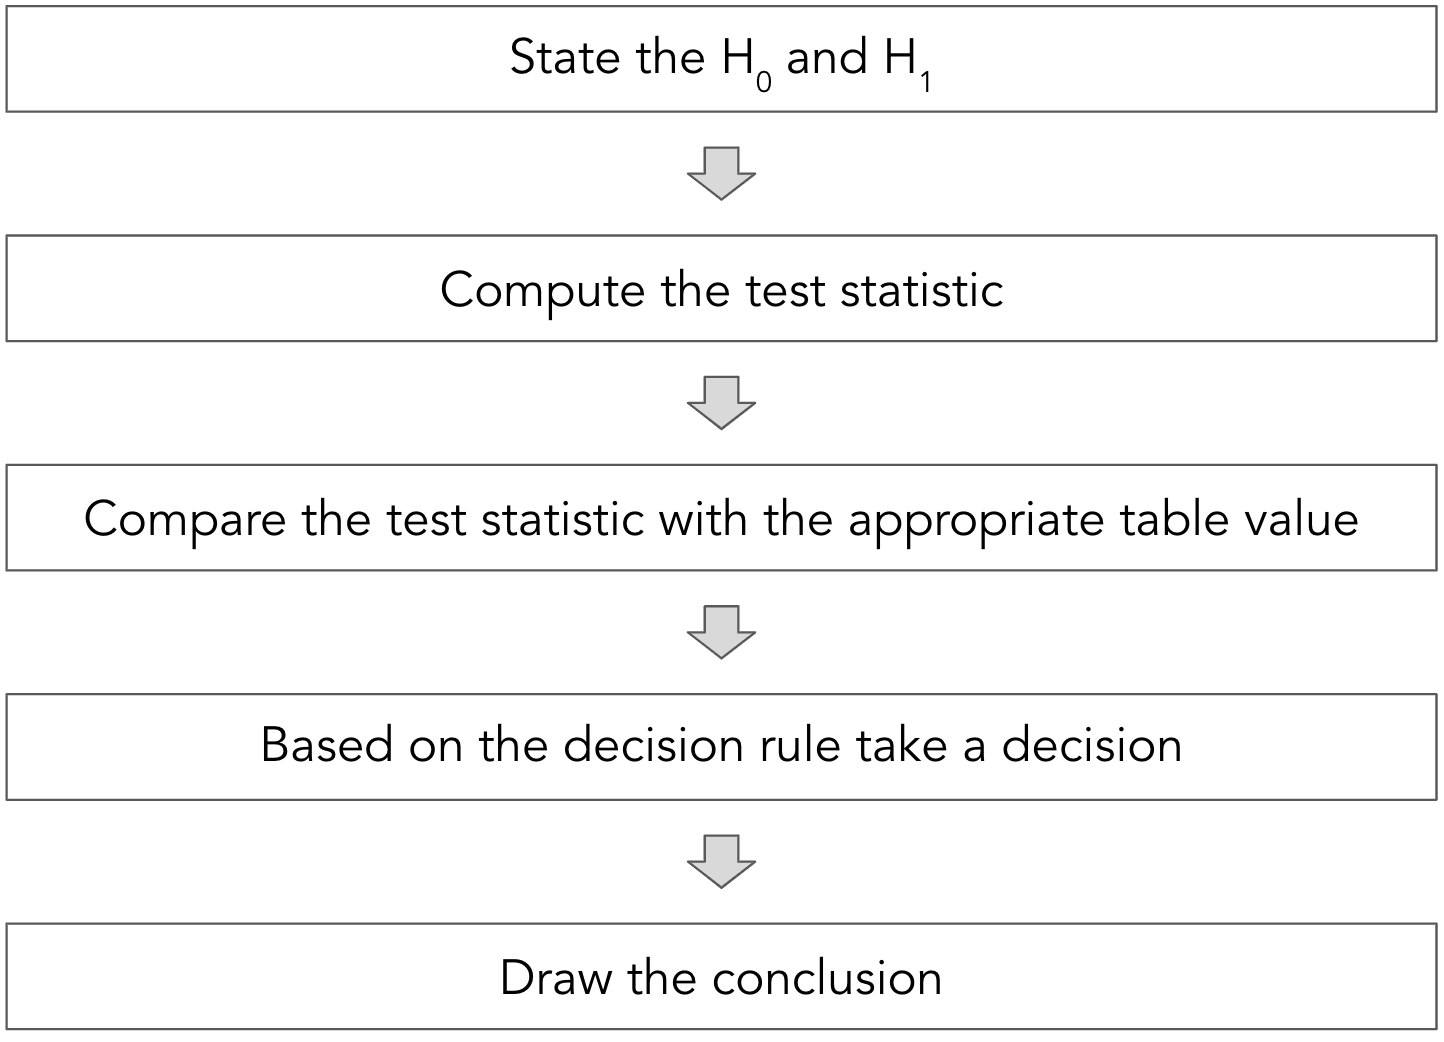 State the H₀ and H₁
Compute the test statistic
Compare the test statistic with the appropriate table value
Based on the decision rule take a decision
Draw the conclusion